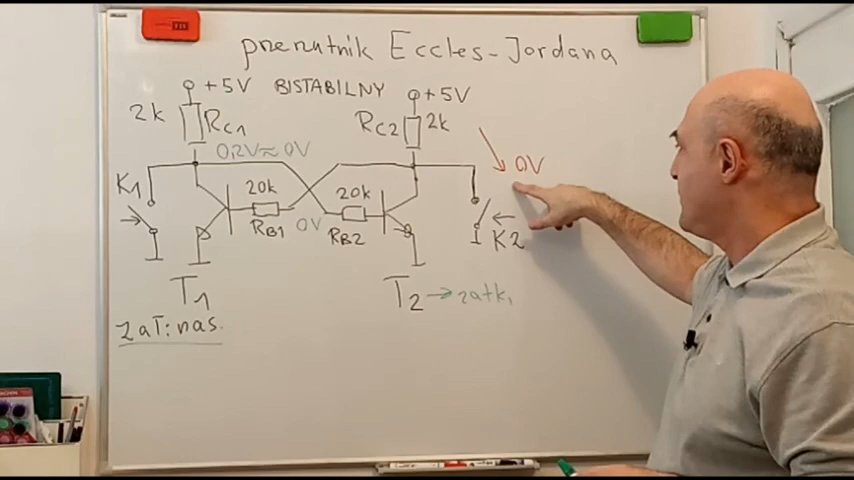 przerzutnik Eccles-Jordana
BISTABILNY
+5V
2k
RC1
+5V
RC2
2k
0,2V≈0V
0V
K1
20k
RB1
0V
20k
RB2
K2
T1
T2 → zatk,
zaT: nas.